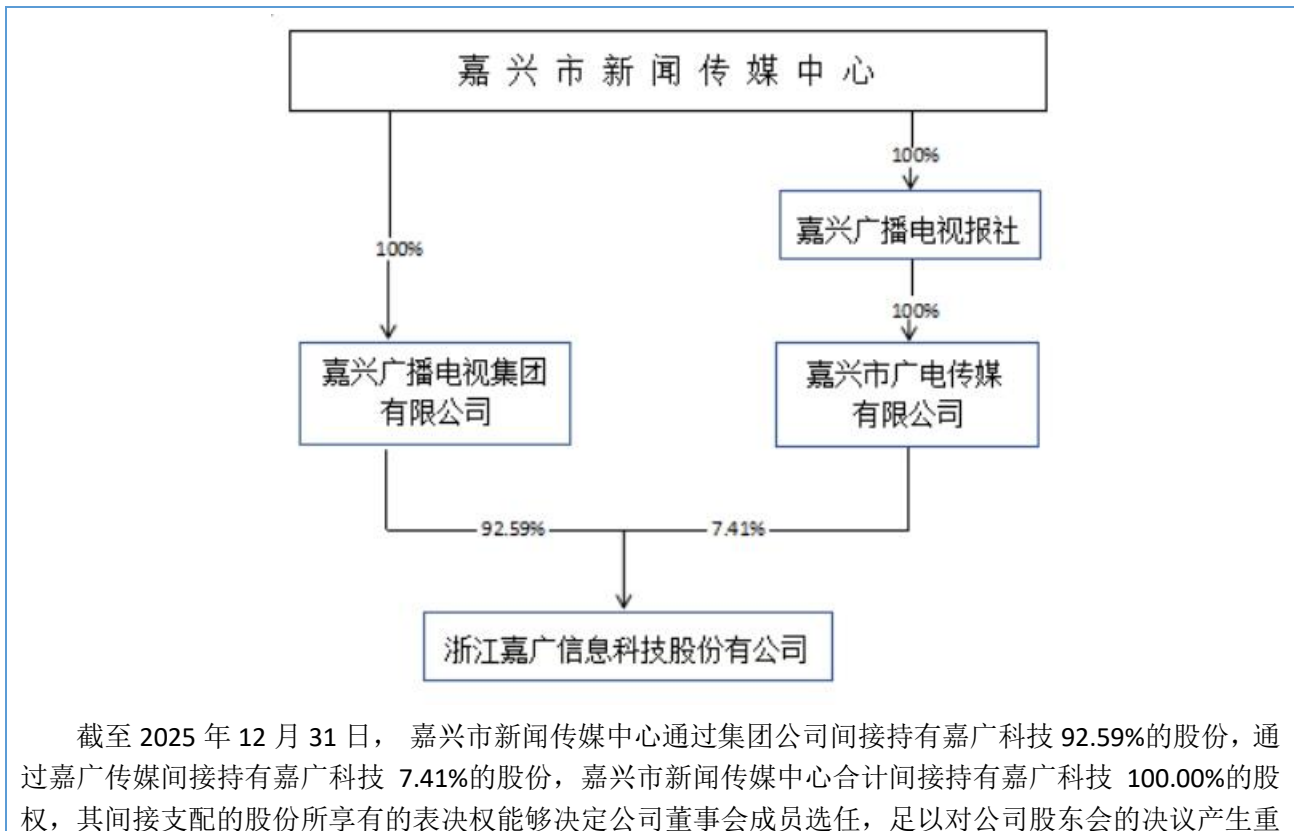 嘉兴市新闻传媒中心
100%
嘉兴广播电视报社
100%
100%
嘉兴广播电视集团
有限公司
嘉兴市广电传媒
有限公司
92.59%
7.41%
浙江嘉广信息科技股份有公司
截至 2025 年 12 月 31 日， 嘉兴市新闻传媒中心通过集团公司间接持有嘉广科技 92.59%的股份，通
过嘉广传媒间接持有嘉广科技 7.41%的股份，嘉兴市新闻传媒中心合计间接持有嘉广科技 100.00%的股
权，其间接支配的股份所享有的表决权能够决定公司董事会成员选任，足以对公司股东会的决议产生重